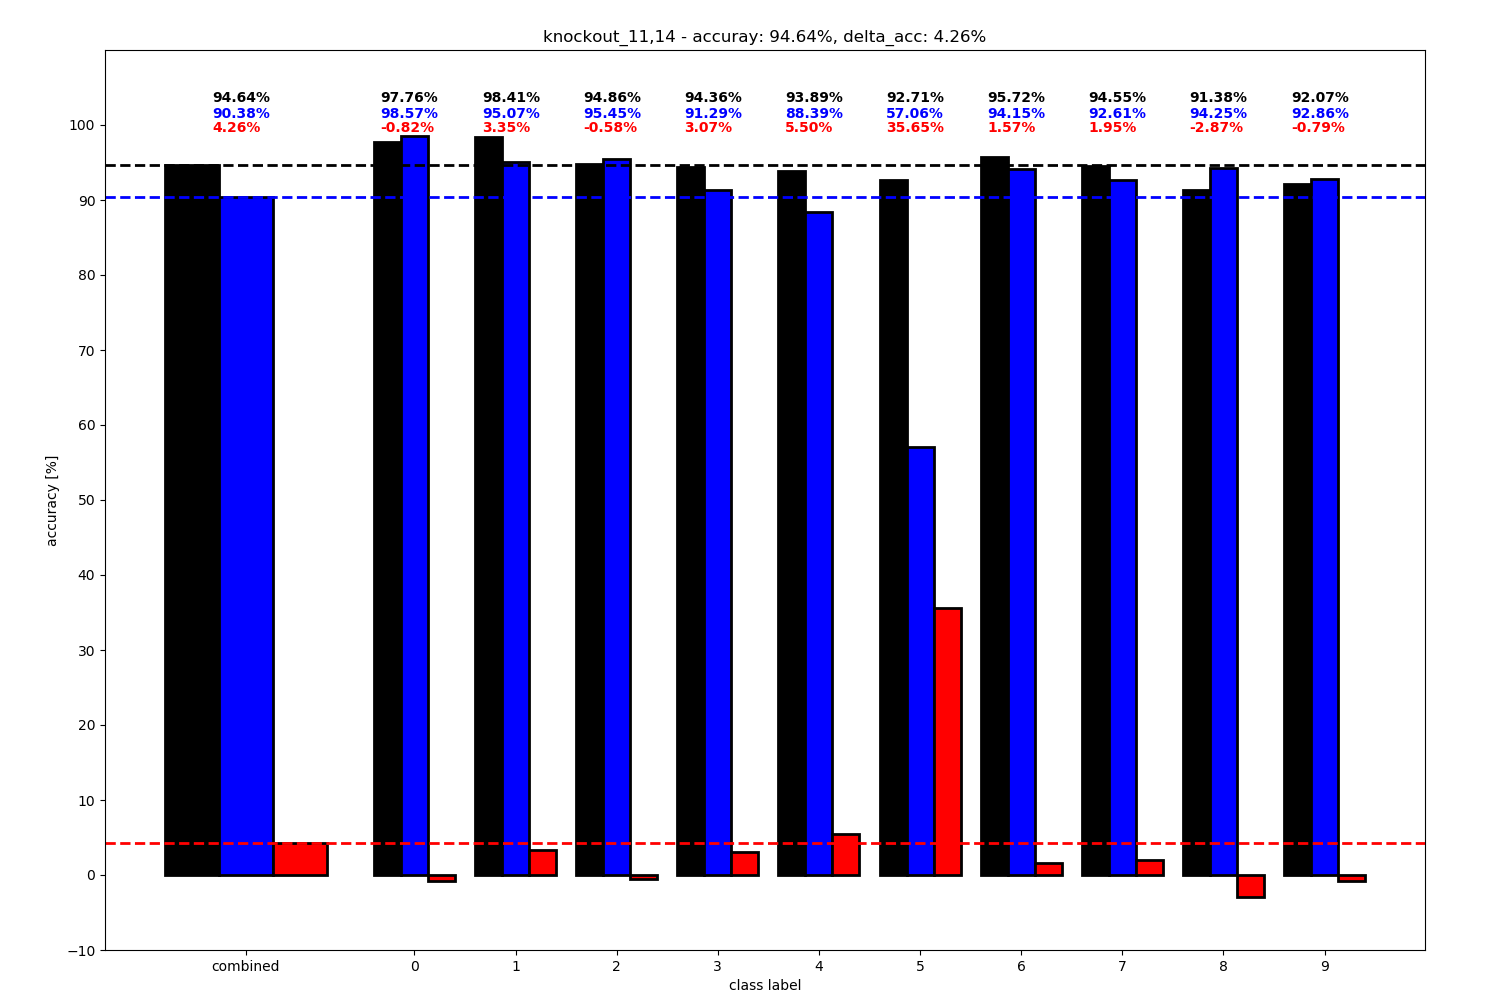 knockout_11,14 - accuray: 94.64%, delta_acc: 4.26%
94.64% 97.76% 98.41% 94.86% 94.36% 93.89% 92.71% 95.72% 94.55% 91.38% 92.07%
90.38% 98.57% 95.07% 95.45% 91.29% 88.39% 57.06% 94.15% 92.61% 94.25% 92.86%
4.26% -0.82% 3.35% -0.58% 3.07% 5.50% 35.65% 1.57% 1.95% -2.87% -0.79%
100
90
80
70
60
50
40
30
20
10
0
−10
accuracy [%]
combined 0 1 2 3 4 5 6 7 8 9
class label